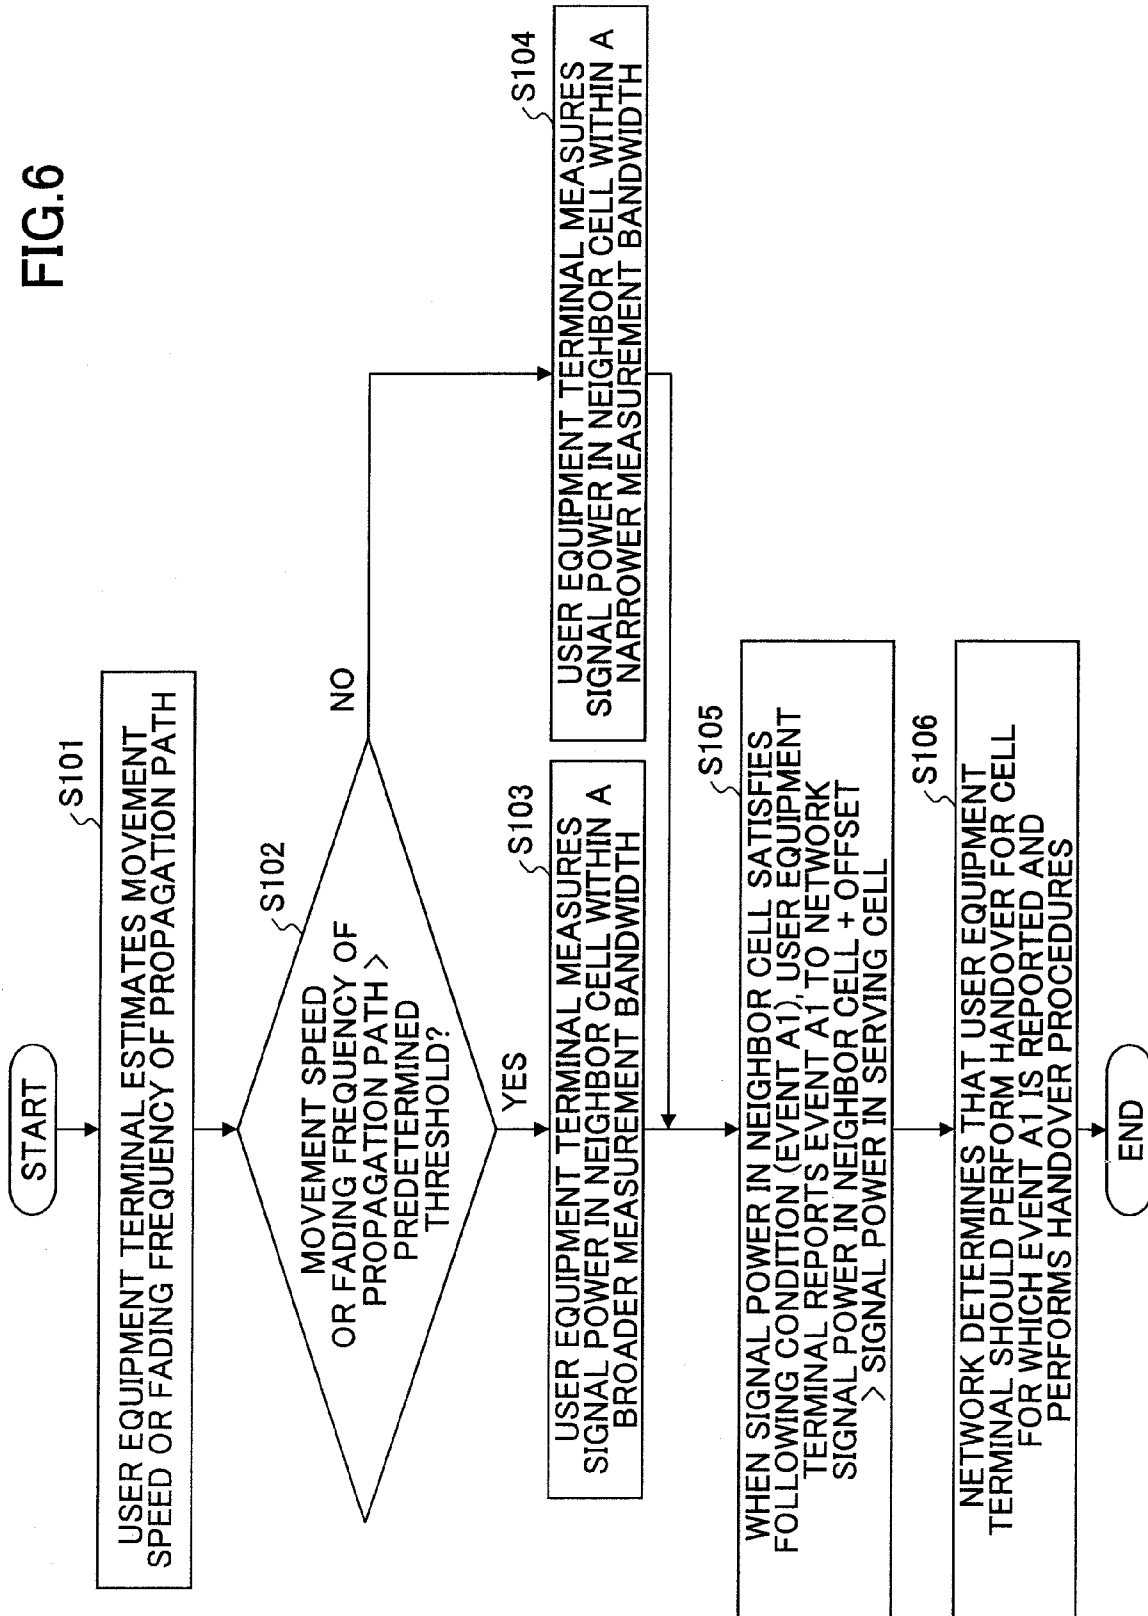 FIG.6
START
S101
USER EQUIPMENT TERMINAL ESTIMATES MOVEMENT
SPEED OR FADING FREQUENCY OF PROPAGATION PATH
S102
MOVEMENT SPEED
OR FADING FREQUENCY OF
PROPAGATION PATH >
PREDETERMINED
THRESHOLD?
NO
YES
S103
USER EQUIPMENT TERMINAL MEASURES
SIGNAL POWER IN NEIGHBOR CELL WITHIN A
BROADER MEASUREMENT BANDWIDTH
S104
USER EQUIPMENT TERMINAL MEASURES
SIGNAL POWER IN NEIGHBOR CELL WITHIN A
NARROWER MEASUREMENT BANDWIDTH
S105
WHEN SIGNAL POWER IN NEIGHBOR CELL SATISFIES
FOLLOWING CONDITION (EVENT A1), USER EQUIPMENT
TERMINAL REPORTS EVENT A1 TO NETWORK
SIGNAL POWER IN NEIGHBOR CELL + OFFSET
> SIGNAL POWER IN SERVING CELL
S106
NETWORK DETERMINES THAT USER EQUIPMENT
TERMINAL SHOULD PERFORM HANDOVER FOR CELL
FOR WHICH EVENT A1 IS REPORTED AND
PERFORMS HANDOVER PROCEDURES
END